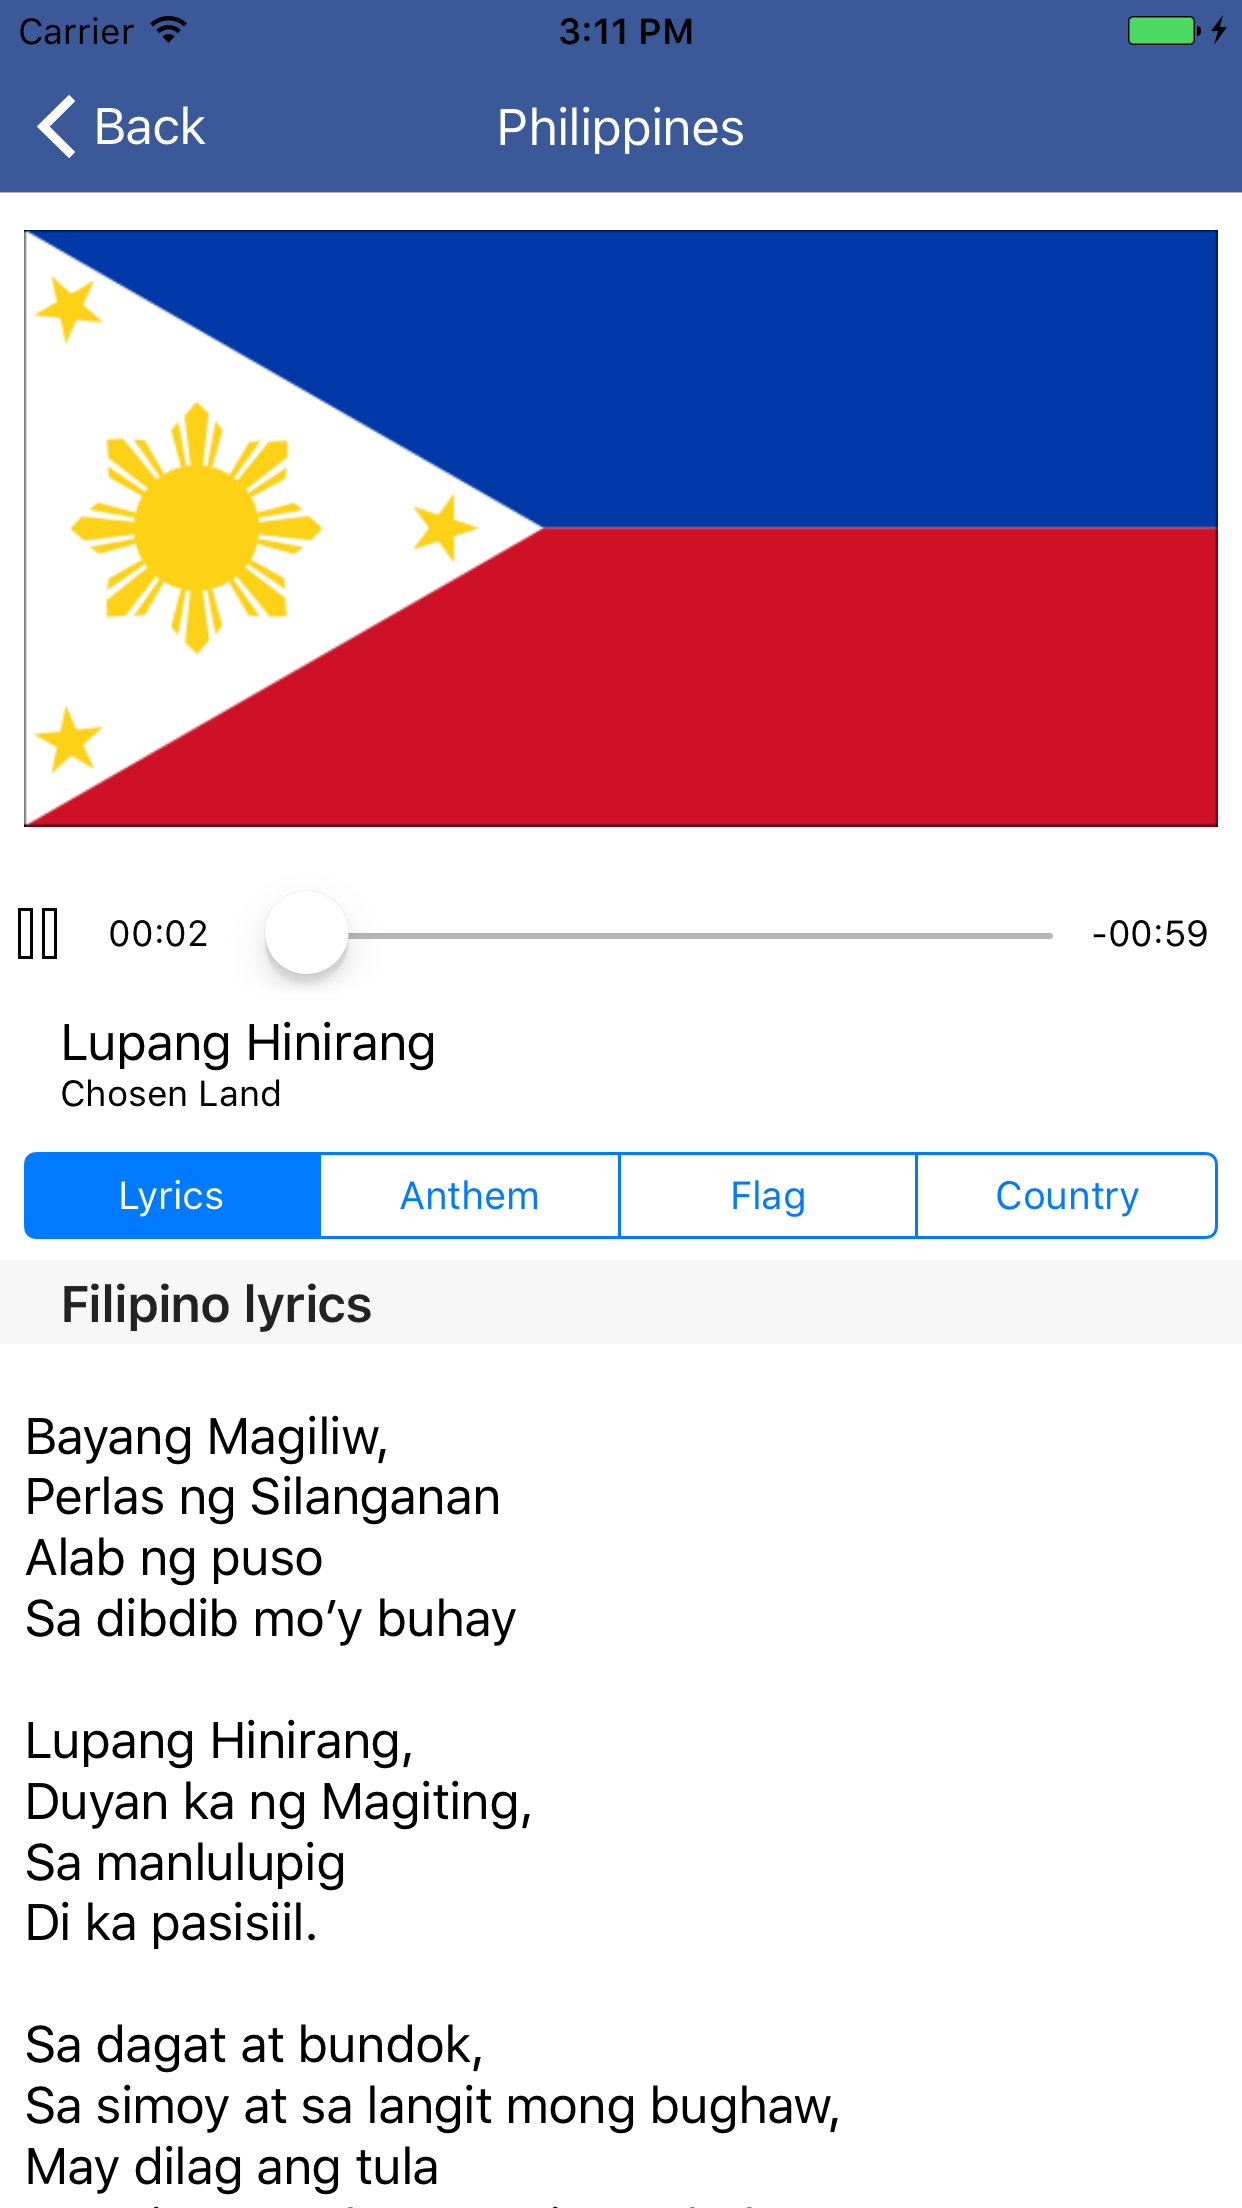 Carrier 3:11 PM
Back Philippines
00:02 -00:59
Lupang Hinirang
Chosen Land
Lyrics Anthem Flag Country
Filipino lyrics
Bayang Magiliw,
Perlas ng Silanganan
Alab ng puso
Sa dibdib mo’y buhay
Lupang Hinirang,
Duyan ka ng Magiting,
Sa manlulupig
Di ka pasisiil.
Sa dagat at bundok,
Sa simoy at sa langit mong bughaw,
May dilag ang tula